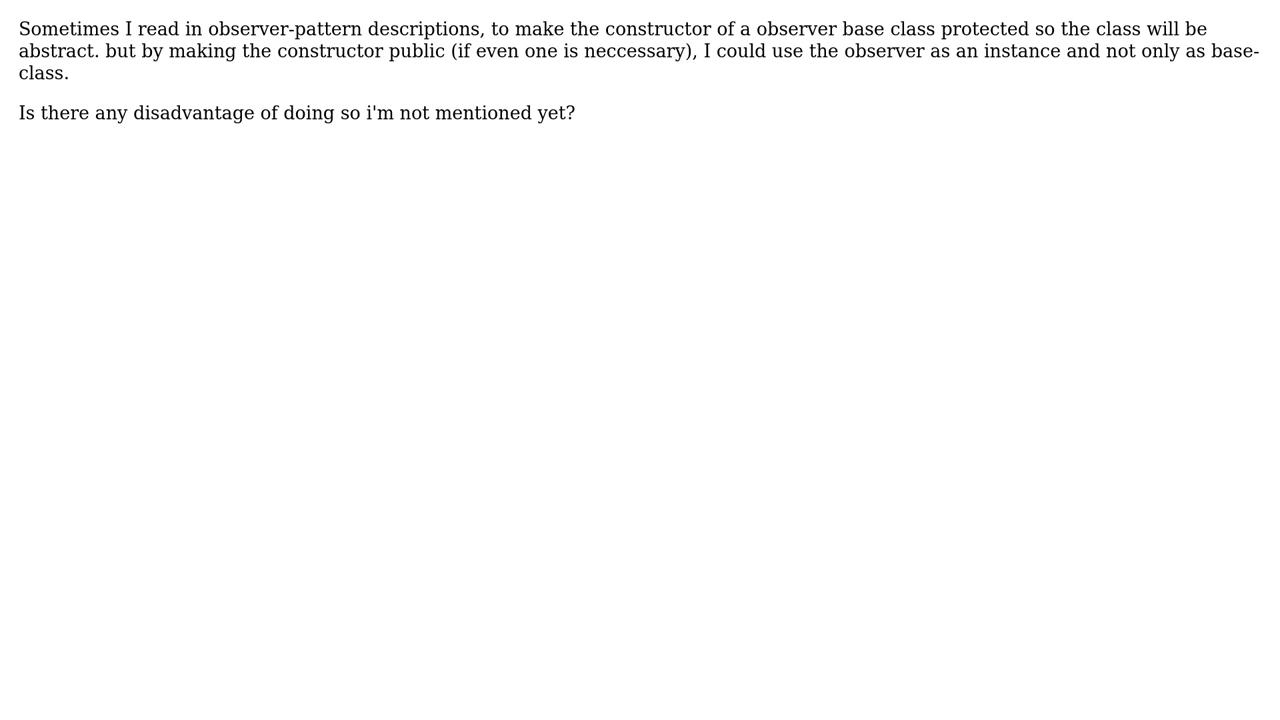 Sometimes I read in observer-pattern descriptions, to make the constructor of a observer base class protected so the class will be
abstract. but by making the constructor public (if even one is neccessary), I could use the observer as an instance and not only as base-
class.
Is there any disadvantage of doing so i'm not mentioned yet?